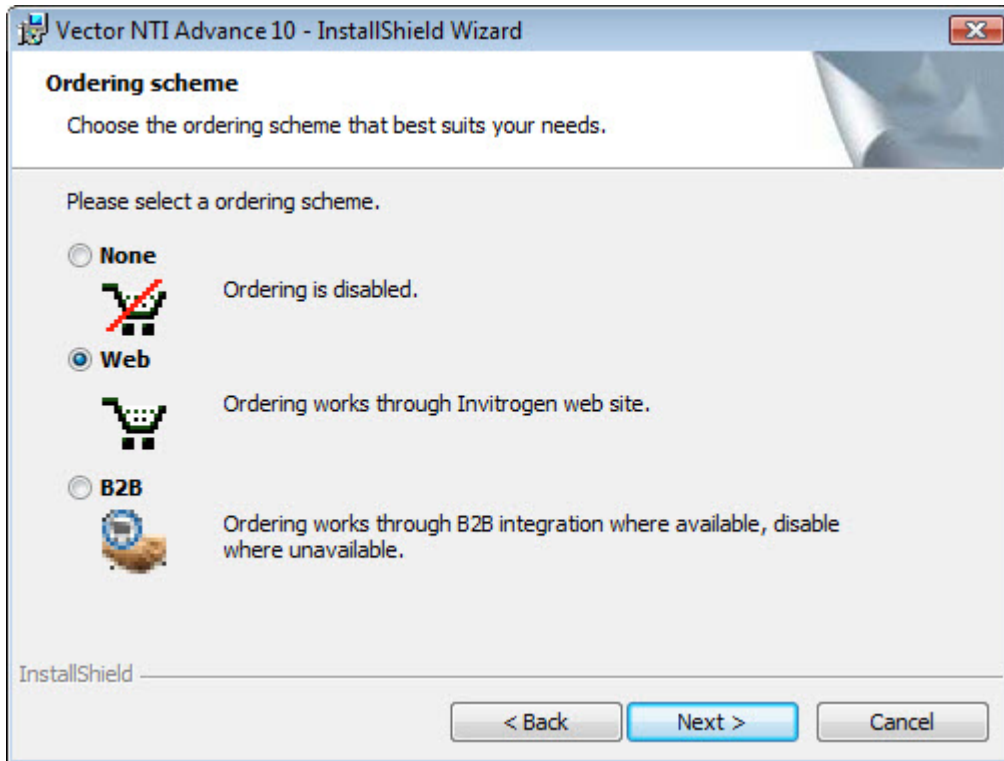 Vector NTI Advance 10 - InstallShield Wizard
Ordering scheme
Choose the ordering scheme that best suits your needs.
Please select a ordering scheme.
None
Ordering is disabled.
Web
Ordering works through Invitrogen web site.
B2B
Ordering works through B2B integration where available, disable
where unavailable.
InstallShield
< Back
Next >
Cancel